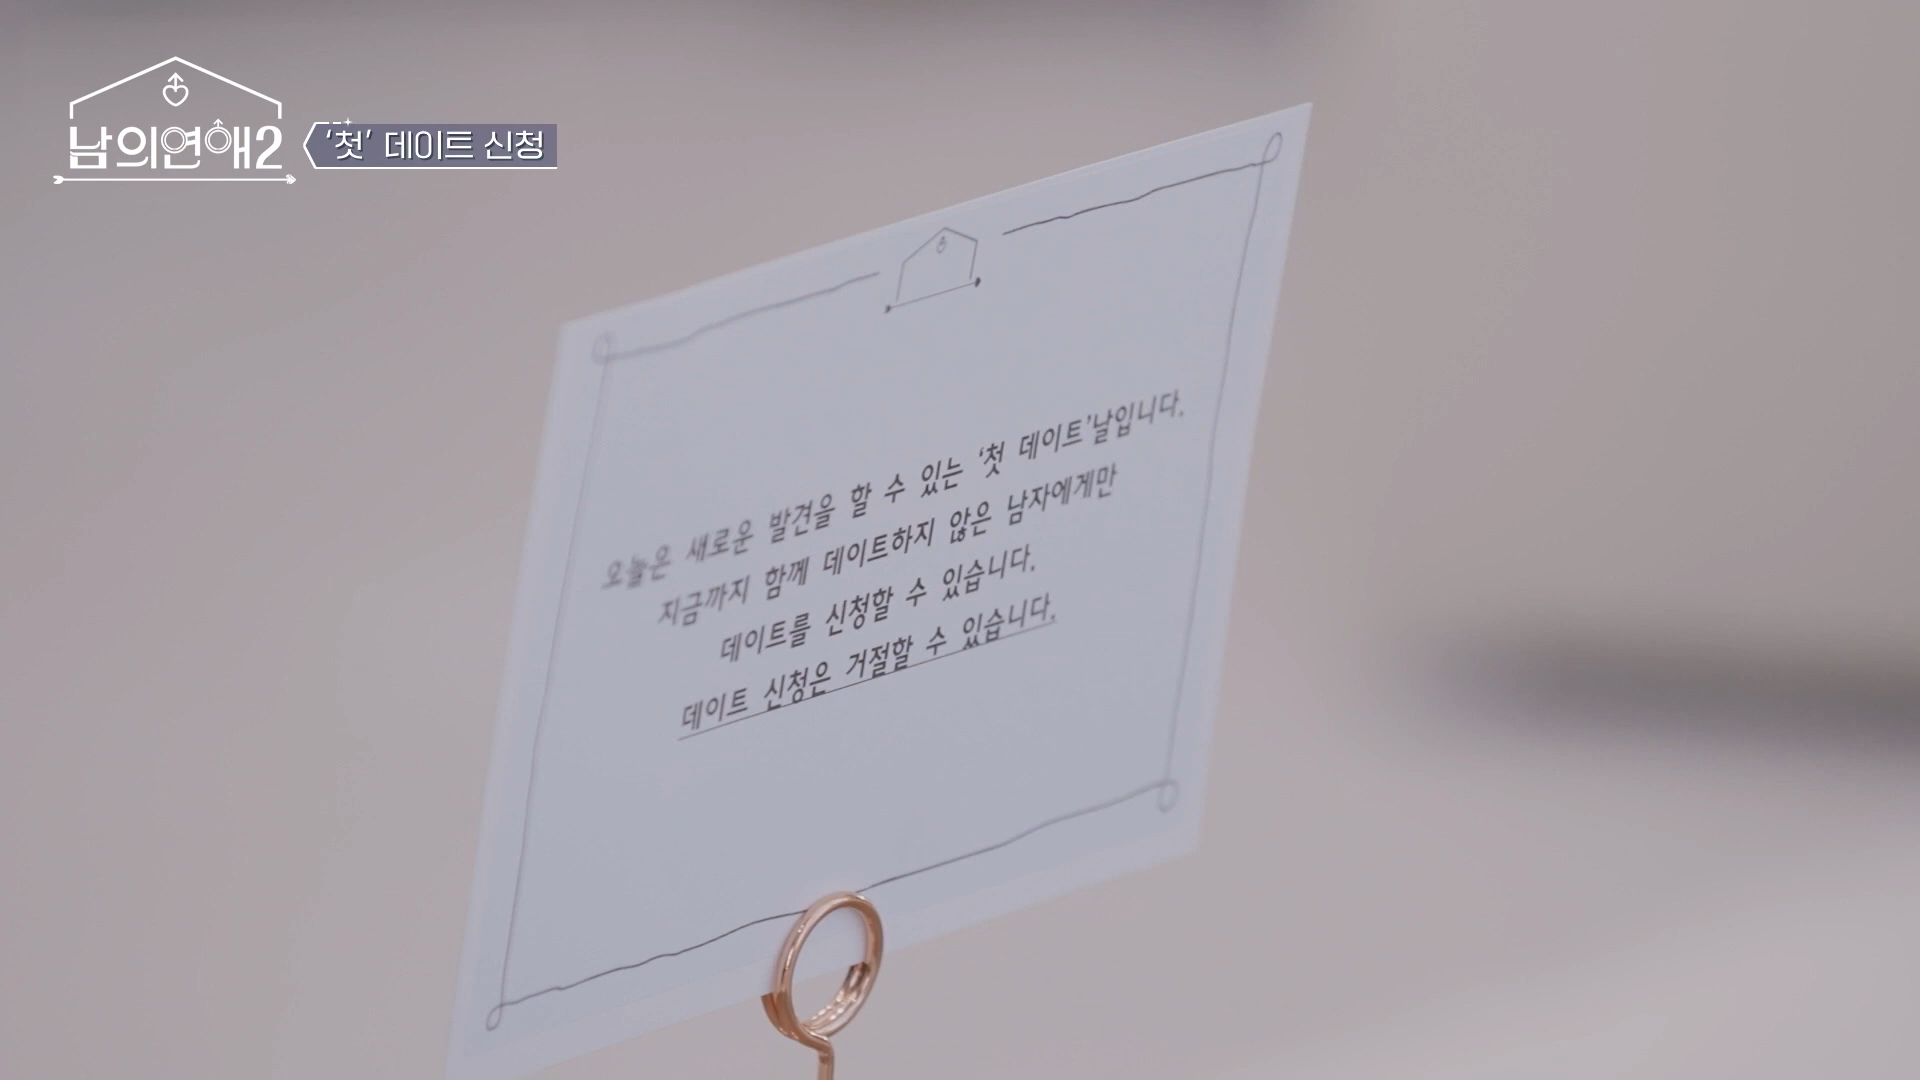 남의연애2
‘첫’ 데이트 신청
오늘은 새로운 발견을 할 수 있는 ‘첫 데이트’날입니다.
지금까지 함께 데이트하지 않은 남자에게만
데이트를 신청할 수 있습니다.
데이트 신청은 거절할 수 있습니다.